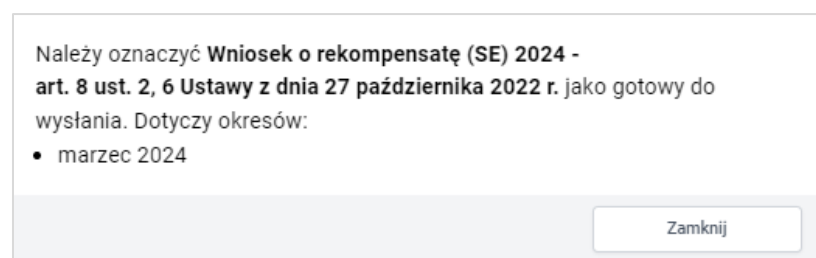 Należy oznaczyć Wniosek o rekompensatę (SE) 2024 -
art. 8 ust. 2, 6 Ustawy z dnia 27 października 2022 r. jako gotowy do
wysłania. Dotyczy okresów:
• marzec 2024
Zamknij